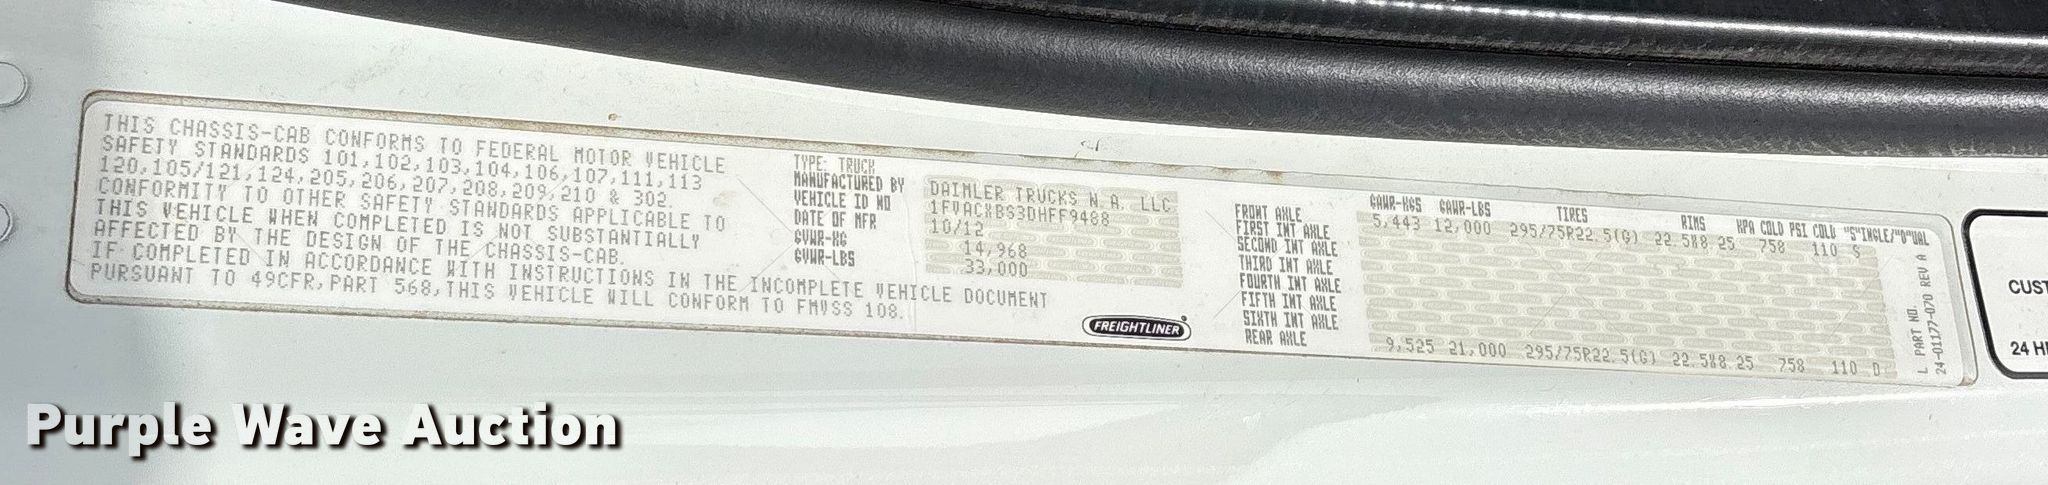 THIS CHASSIS-CAB CONFORMS TO FEDERAL MOTOR VEHICLE
SAFETY STANDARDS 101,102,103,104,106,107,111,113
120,105/121,124,205,206,207,208,209,210 & 302.
CONFORMITY TO OTHER SAFETY STANDARDS APPLICABLE TO
THIS VEHICLE WHEN COMPLETED IS NOT SUBSTANTIALLY
AFFECTED BY THE DESIGN OF THE CHASSIS-CAB.
IF COMPLETED IN ACCORDANCE WITH INSTRUCTIONS IN THE INCOMPLETE VEHICLE DOCUMENT
PURSUANT TO 49CFR,PART 568,THIS VEHICLE WILL CONFORM TO FMVSS 108.
TYPE: TRUCK
MANUFACTURED BY DAIMLER TRUCKS N.A. LLC
VEHICLE ID NO 1FVACXBS3DHFF9488
DATE OF MFR 10/12
GVWR-KG 14,968
GVWR-LBS 33,000
FREIGHTLINER
GAWR-KGS GAWR-LBS TIRES RIMS KPA COLD PSI COLD "S"INGLE/"D"UAL
FRONT AXLE 5,443 12,000 295/75R22.5(G) 22.5X8.25 758 110 S
FIRST INT AXLE
SECOND INT AXLE
THIRD INT AXLE
FOURTH INT AXLE
FIFTH INT AXLE
SIXTH INT AXLE
REAR AXLE 9,525 21,000 295/75R22.5(G) 22.5X8.25 758 110 D
L PART NO.
24-01177-070 REV A
CUST
24 H
Purple Wave Auction